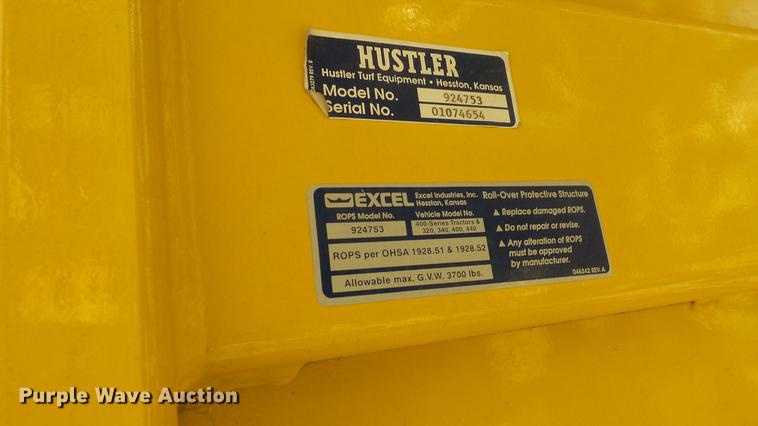 HUSTLER
Hustler Turf Equipment • Hesston, Kansas
Model No. 924753
Serial No. 01074654
EXCEL Excel Industries, Inc.
Hesston, Kansas
Roll-Over Protective Structure
ROPS Model No. Vehicle Model No.
924753 400-Series Tractors &
320, 340, 400, 440
ROPS per OHSA 1928.51 & 1928.52
Allowable max. G.V.W. 3700 lbs.
▲ Replace damaged ROPS.
▲ Do not repair or revise.
▲ Any alteration of ROPS
must be approved
by manufacturer.
046342 REV. A
Purple Wave Auction